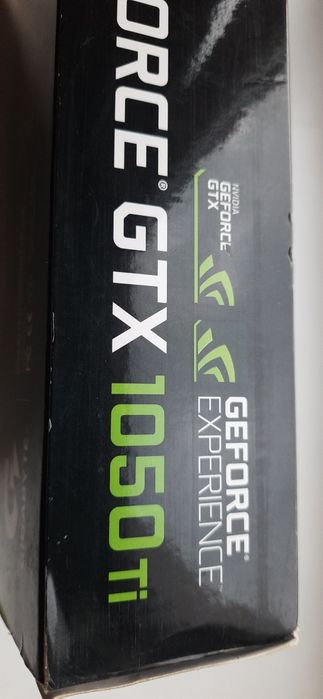 ORCE® GTX 1050Ti
NVIDIA
GEFORCE®
GTX
GEFORCE®
EXPERIENCE